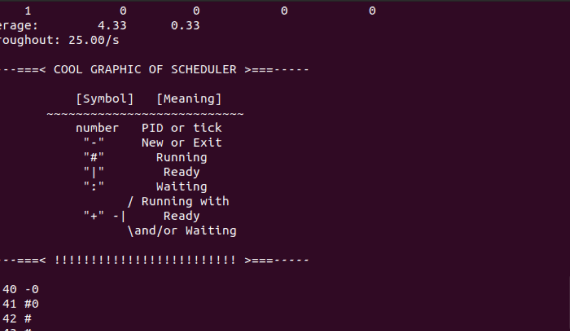 1 0 0 0 0
erage: 4.33 0.33
oughout: 25.00/s
---===< COOL GRAPHIC OF SCHEDULER >===-----
[Symbol] [Meaning]
~~~~~~~~~~~~~~~~~~~~~~~~~~~
number PID or tick
"-" New or Exit
"#" Running
"|" Ready
":" Waiting
/ Running with
"+" -| Ready
\and/or Waiting
---===< !!!!!!!!!!!!!!!!!!!!!!!!! >===-----
40 -0
41 #0
42 #